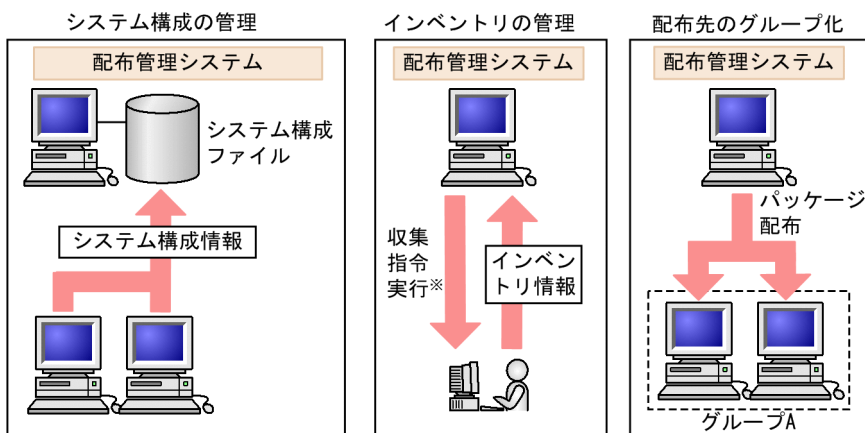 システム構成の管理
配布管理システム
システム構成
ファイル
システム構成情報
インベントリの管理
配布管理システム
収集
指令
実行※
インベン
トリ情報
配布先のグループ化
配布管理システム
パッケージ
配布
グループA